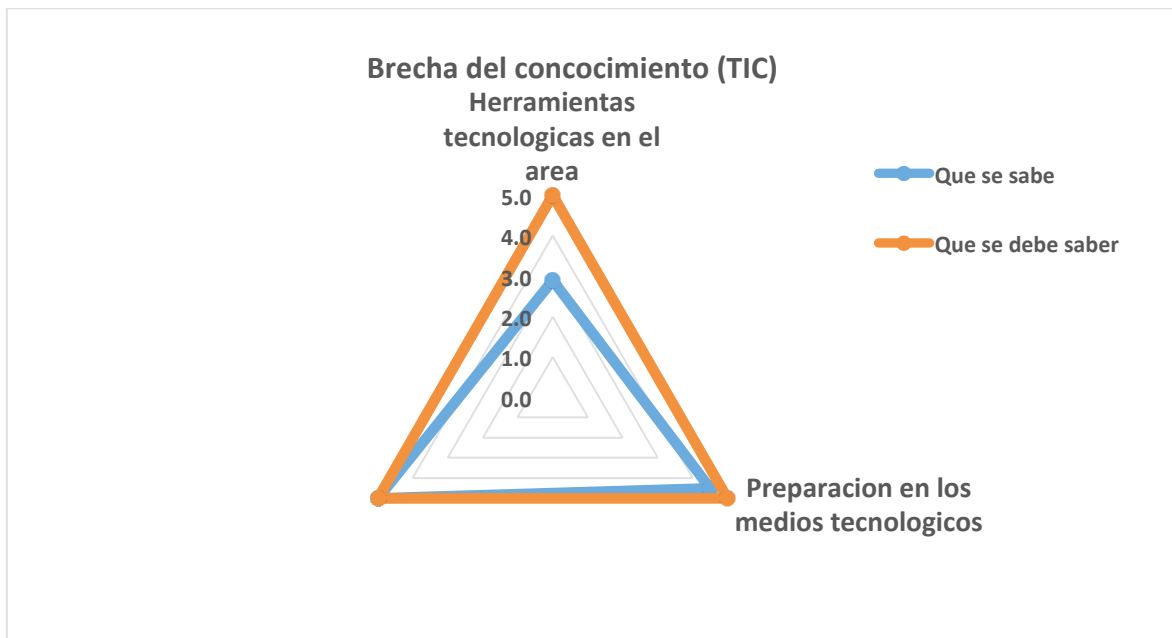 Brecha del concocimiento (TIC)
Herramientas
tecnologicas en el
area
5.0
4.0
3.0
2.0
1.0
0.0
Que se sabe
Que se debe saber
Preparacion en los
medios tecnologicos